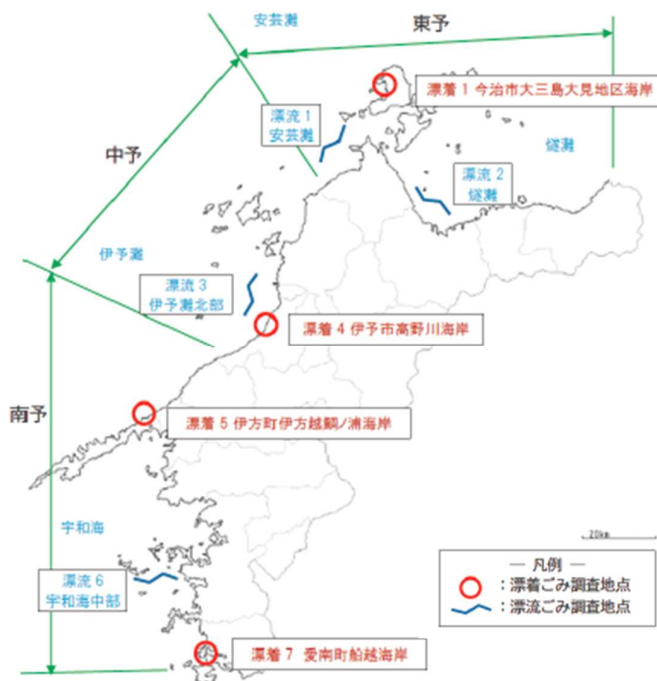 安芸灘
東予
漂着 1 今治市大三島大見地区海岸
漂流 1
安芸灘
燧灘
中予
漂流 2
燧灘
伊予灘
漂流 3
伊予灘北部
漂着 4 伊予市高野川海岸
南予
漂着 5 伊方町伊方越鯛ノ浦海岸
宇和海
20km
― 凡例 ―
：漂着ごみ調査地点
：漂流ごみ調査地点
漂流 6
宇和海中部
漂着 7 愛南町船越海岸